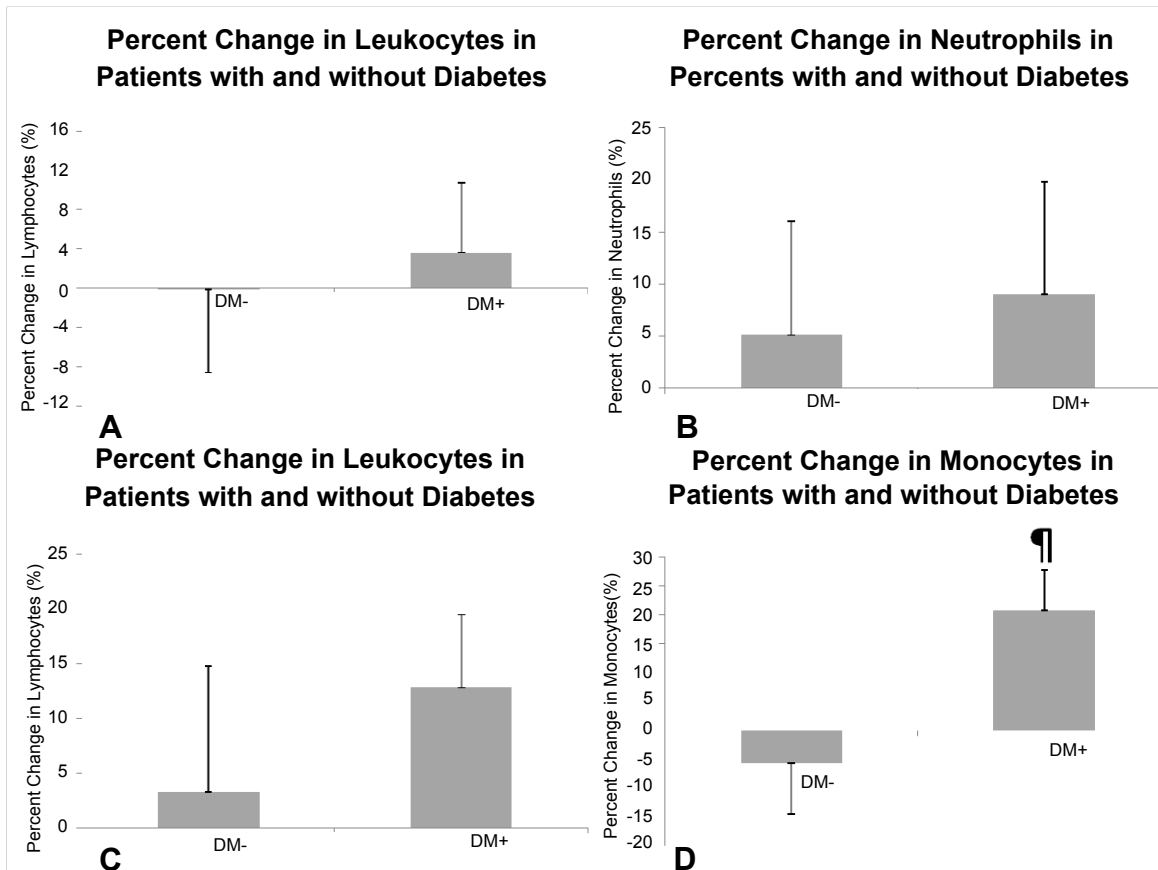 Percent Change in Leukocytes in
Patients with and without Diabetes
Percent Change in Lymphocytes (%)
16
12
8
4
0
-4
-8
-12
DM-
DM+
A
Percent Change in Neutrophils in
Percents with and without Diabetes
Percent Change in Neutrophils (%)
25
20
15
10
5
0
DM-
DM+
B
Percent Change in Leukocytes in
Patients with and without Diabetes
Percent Change in Lymphocytes (%)
25
20
15
10
5
0
DM-
DM+
C
Percent Change in Monocytes in
Patients with and without Diabetes
Percent Change in Monocytes(%)
30
25
20
15
10
5
0
-5
-10
-15
-20
¶
DM-
DM+
D